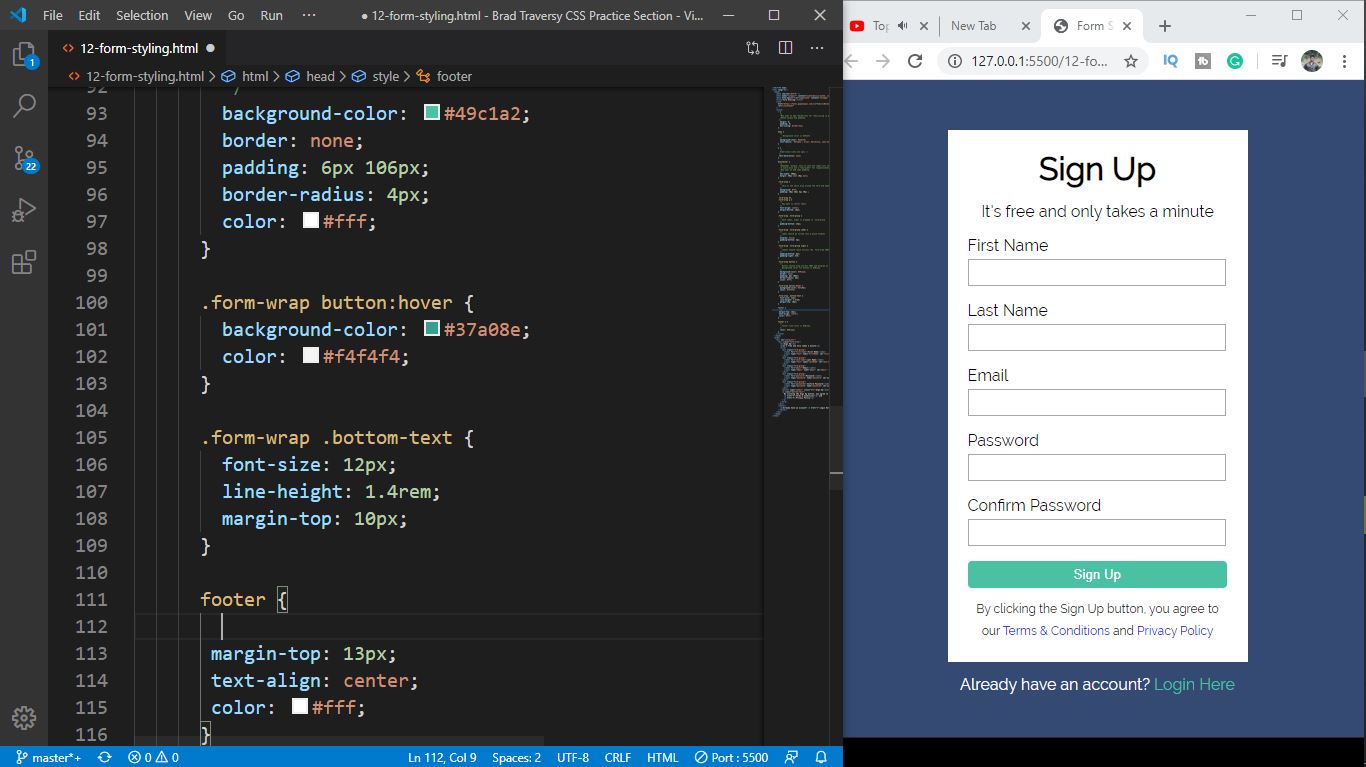 File Edit Selection View Go Run ··· ● 12-form-styling.html - Brad Traversy CSS Practice Section - Vi...
12-form-styling.html
12-form-styling.html > html > head > style > footer
1
22
92
93 background-color: #49c1a2;
94 border: none;
95 padding: 6px 106px;
96 border-radius: 4px;
97 color: #fff;
98 }
99
100 .form-wrap button:hover {
101 background-color: #37a08e;
102 color: #f4f4f4;
103 }
104
105 .form-wrap .bottom-text {
106 font-size: 12px;
107 line-height: 1.4rem;
108 margin-top: 10px;
109 }
110
111 footer {
112
113 margin-top: 13px;
114 text-align: center;
115 color: #fff;
116 }
master*+ 0 0 Ln 112, Col 9 Spaces: 2 UTF-8 CRLF HTML Port : 5500
Top New Tab Form S
127.0.0.1:5500/12-fo... IQ tb G
Sign Up
It's free and only takes a minute
First Name
Last Name
Email
Password
Confirm Password
Sign Up
By clicking the Sign Up button, you agree to
our Terms & Conditions and Privacy Policy
Already have an account? Login Here